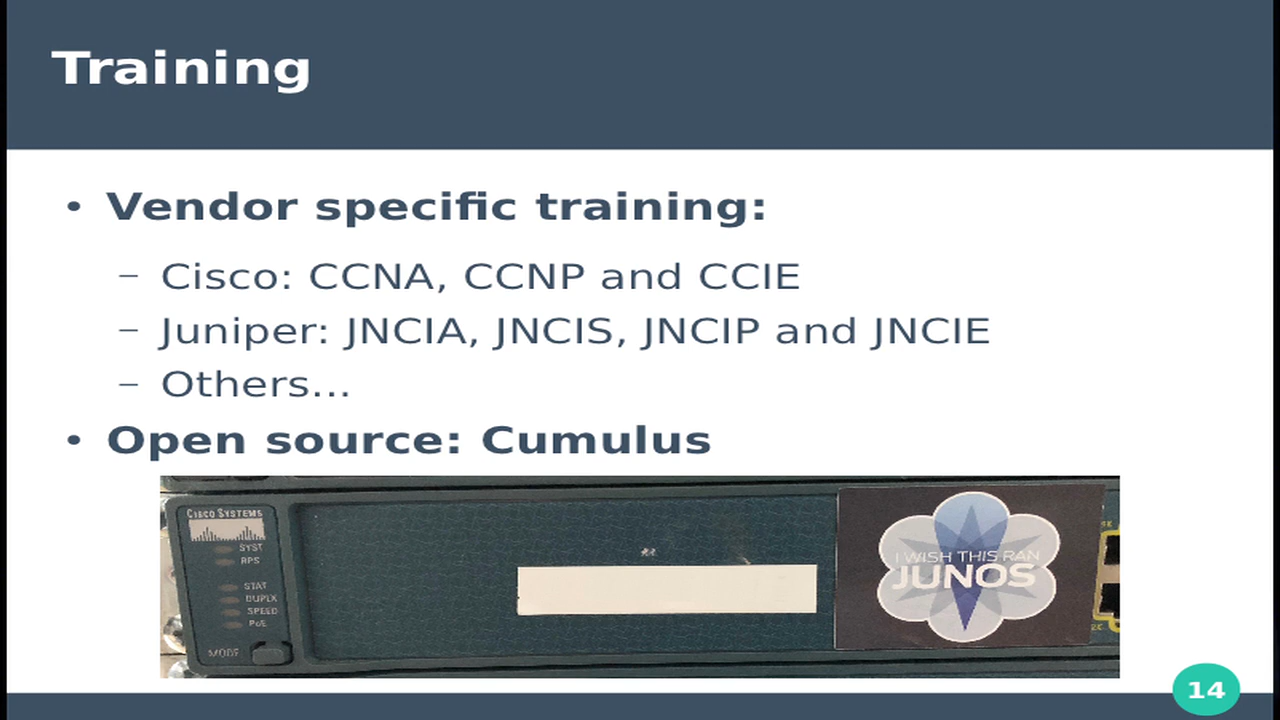 Training
• Vendor specific training:
– Cisco: CCNA, CCNP and CCIE
– Juniper: JNCIA, JNCIS, JNCIP and JNCIE
– Others...
• Open source: Cumulus
CISCO SYSTEMS
SYST
RPS
STAT
DUPLX
SPEED
PoE
MODE
I WISH THIS RAN
JUNOS
14